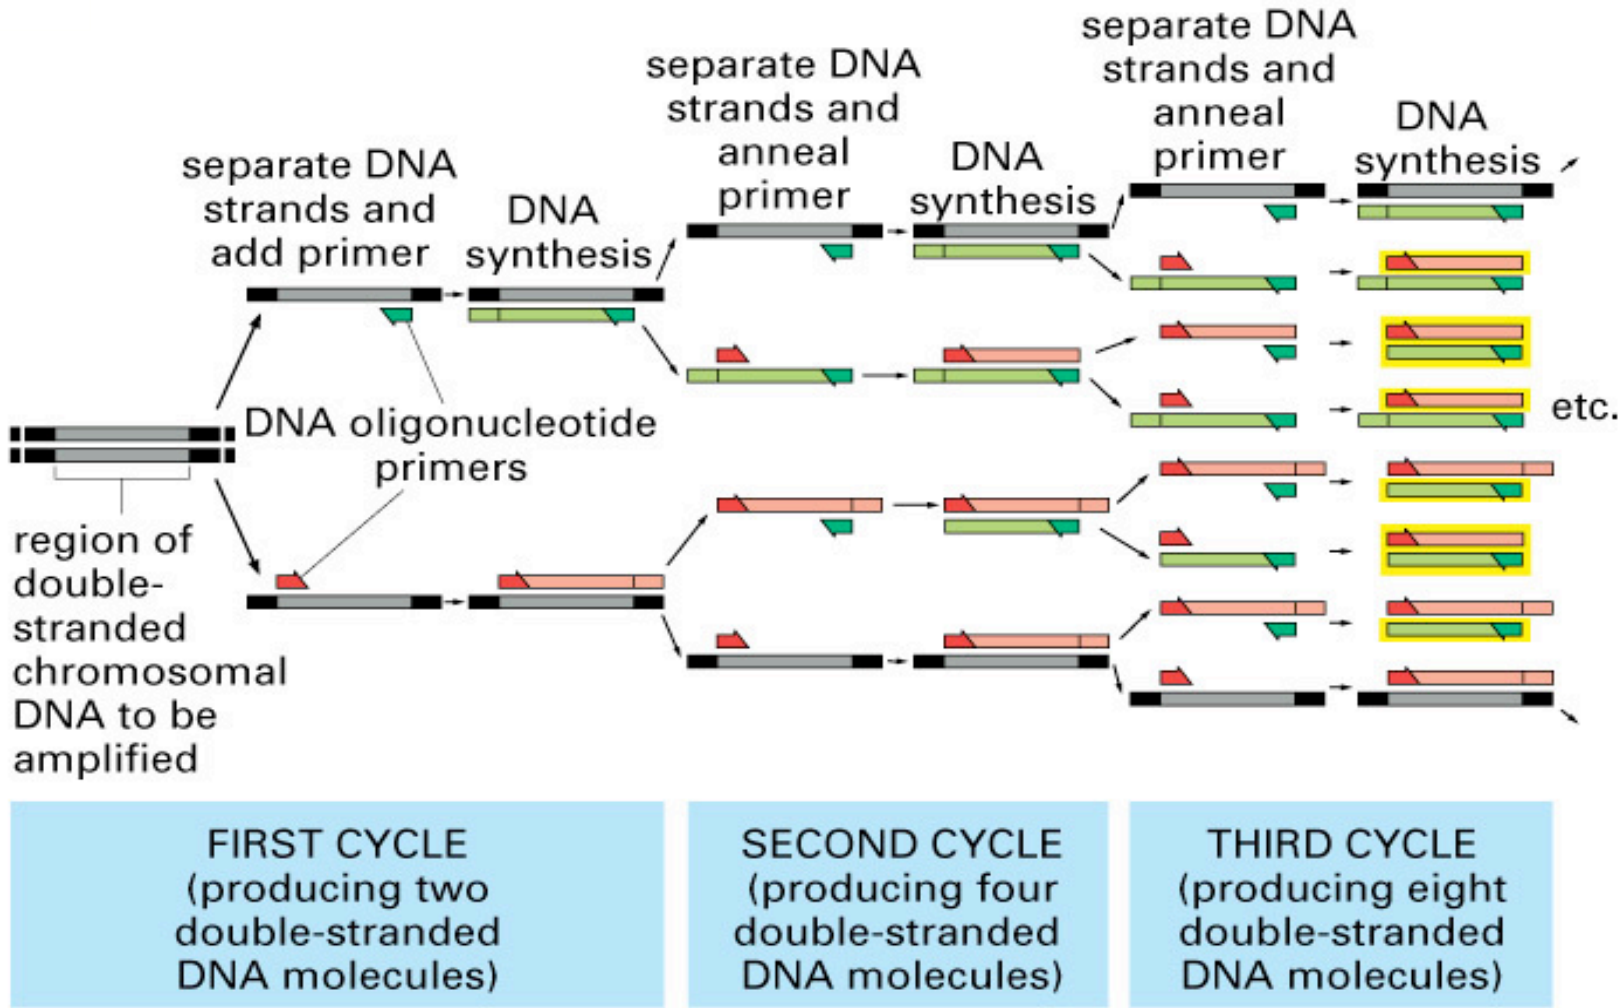 separate DNA
strands and
add primer
DNA
synthesis
separate DNA
strands and
anneal
primer
DNA
synthesis
separate DNA
strands and
anneal
primer
DNA
synthesis
DNA oligonucleotide
primers
etc.
region of
double-
stranded
chromosomal
DNA to be
amplified
FIRST CYCLE
(producing two
double-stranded
DNA molecules)
SECOND CYCLE
(producing four
double-stranded
DNA molecules)
THIRD CYCLE
(producing eight
double-stranded
DNA molecules)